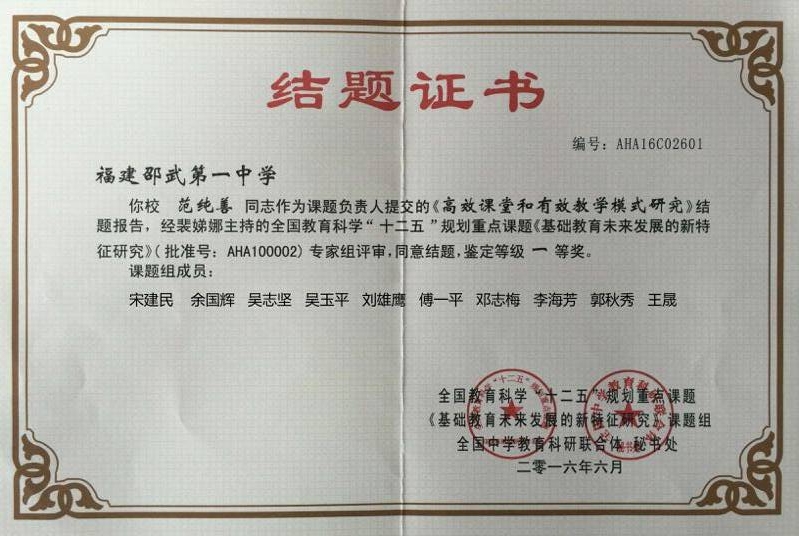 结题证书
编号：AHA16C02601
福建邵武第一中学
你校 范纯善 同志作为课题负责人提交的《高效课堂和有效教学模式研究》结
题报告，经裴娣娜主持的全国教育科学“十二五”规划重点课题《基础教育未来发展的新特
征研究》（批准号：AHA100002）专家组评审，同意结题，鉴定等级 一 等奖。
课题组成员：
宋建民 余国辉 吴志坚 吴玉平 刘雄鹰 傅一平 邓志梅 李海芳 郭秋秀 王晟
全国教育科学“十二五”规划重点课题
《基础教育未来发展的新特征研究》课题组
全国中学教育科研联合体 秘书处
二零一六年六月